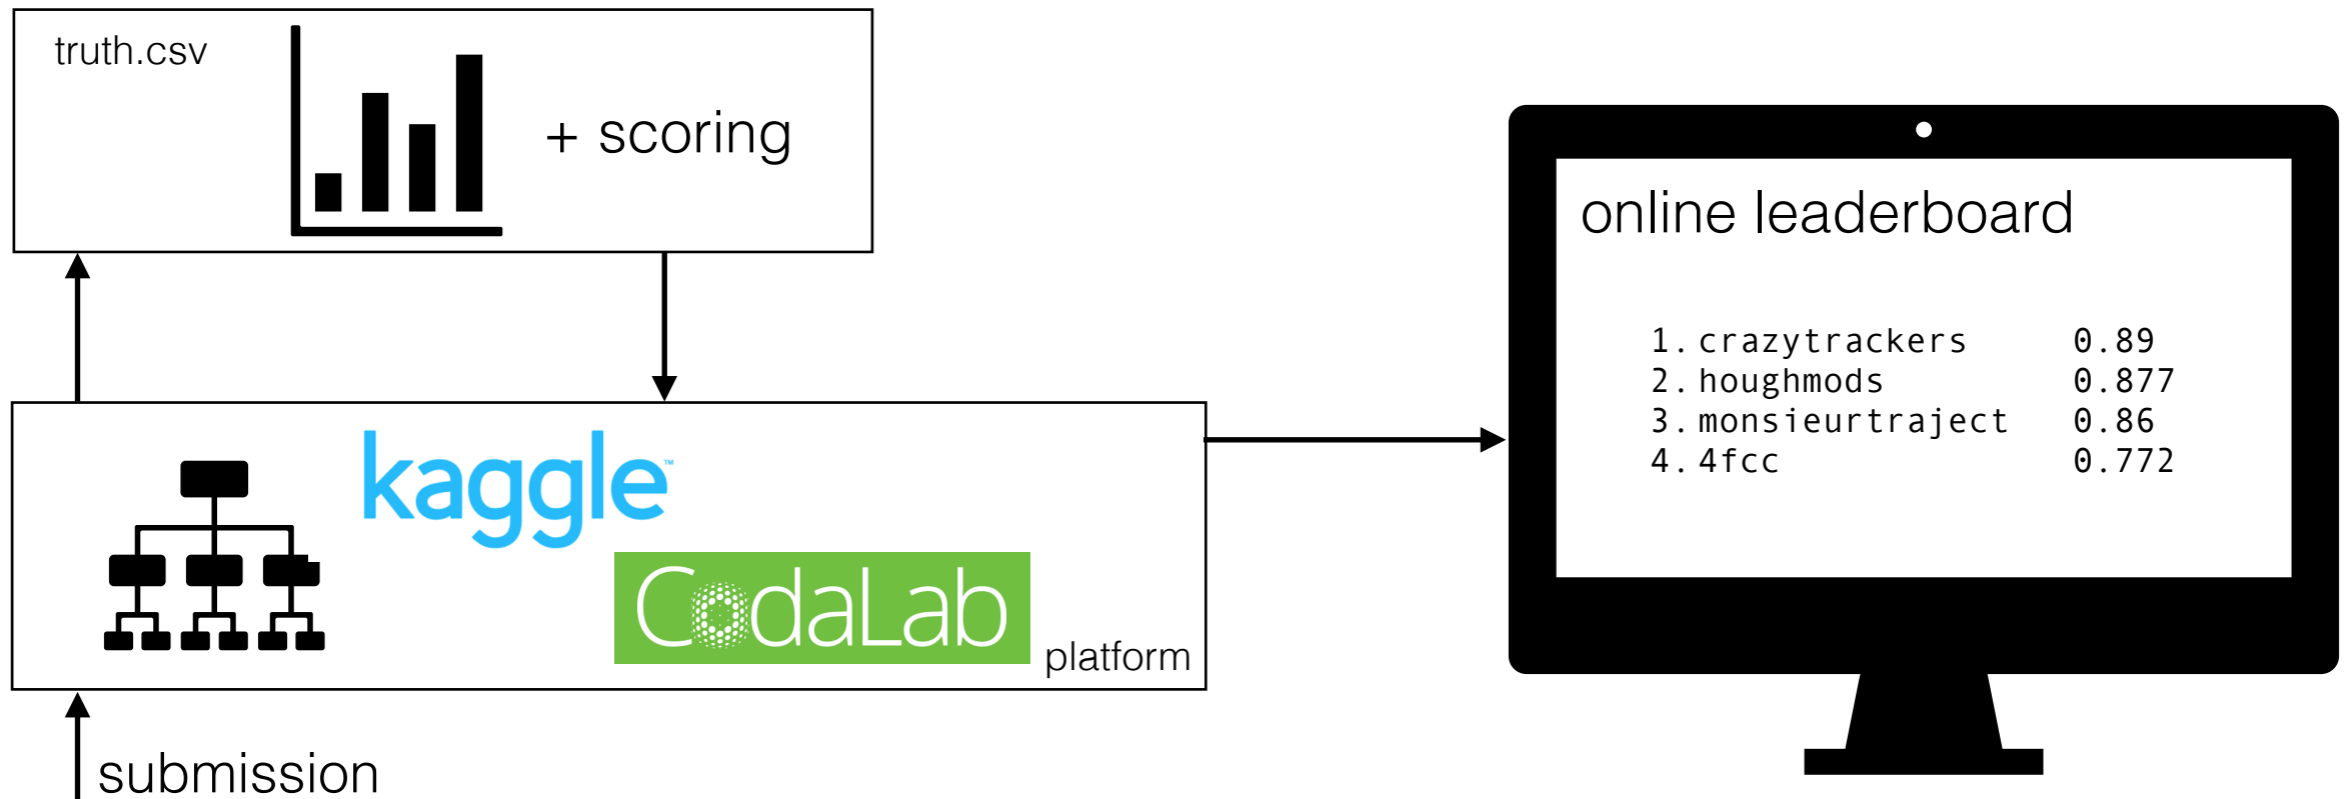 truth.csv
+ scoring
kaggle™
CodaLab
platform
submission
online leaderboard
1. crazytrackers 0.89
2. houghmods 0.877
3. monsieurtraject 0.86
4. 4fcc 0.772